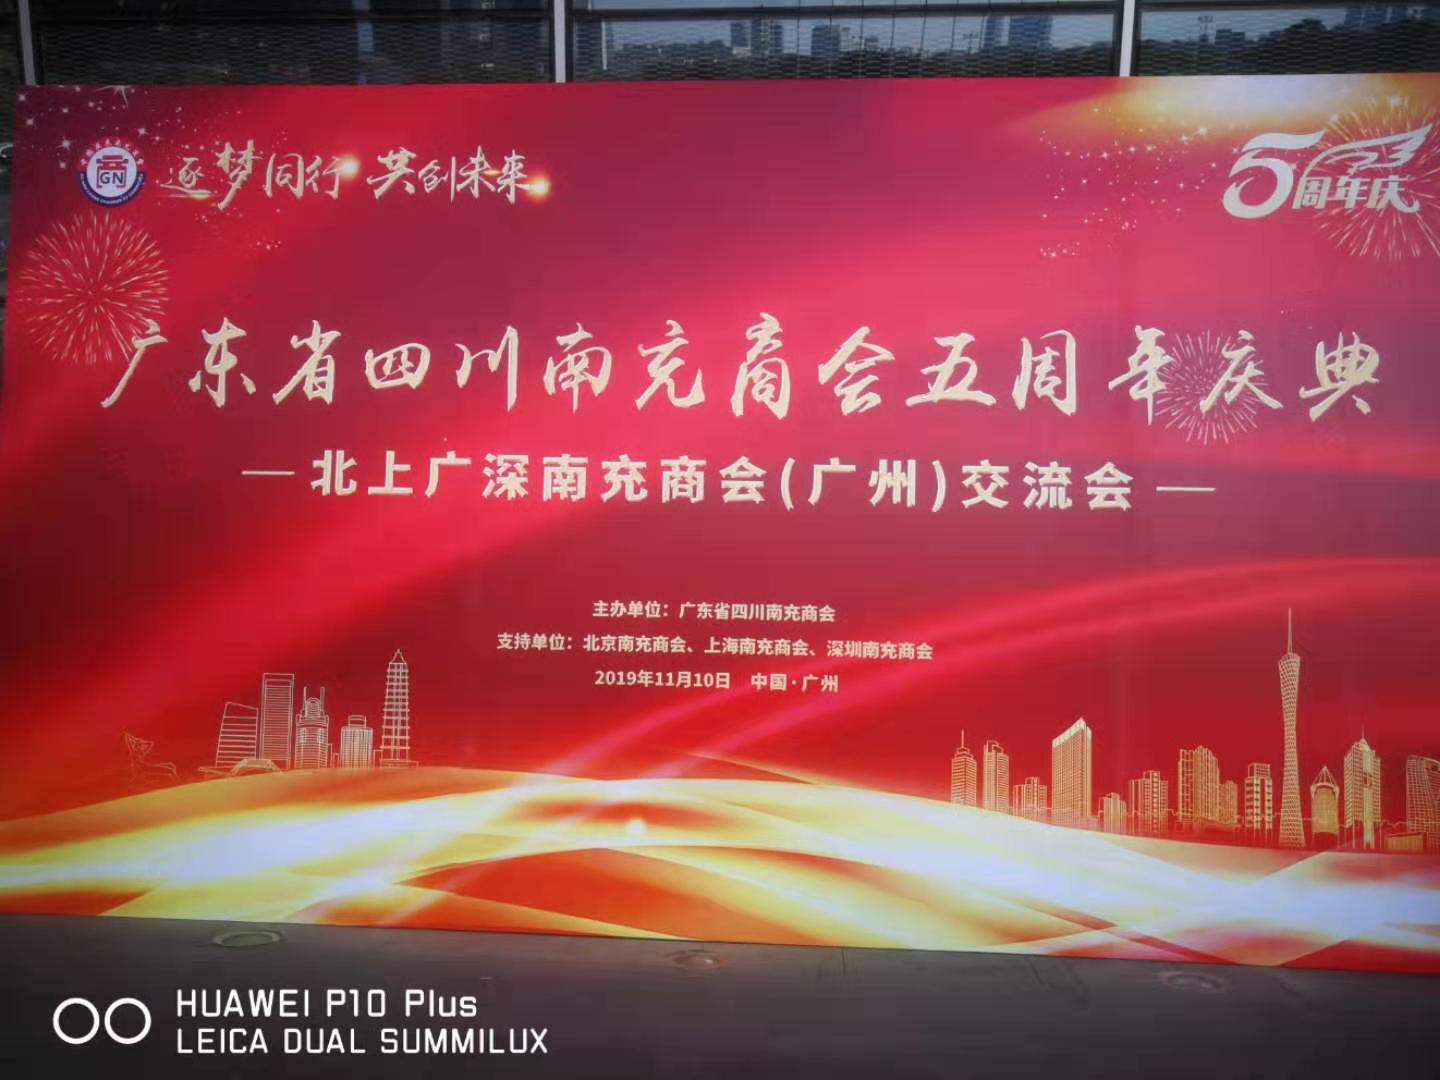 GN
逐梦同行 共创未来
5周年庆
广东省四川南充商会五周年庆典
—北上广深南充商会(广州)交流会—
主办单位：广东省四川南充商会
支持单位：北京南充商会、上海南充商会、深圳南充商会
2019年11月10日 中国·广州
HUAWEI P10 Plus
LEICA DUAL SUMMILUX